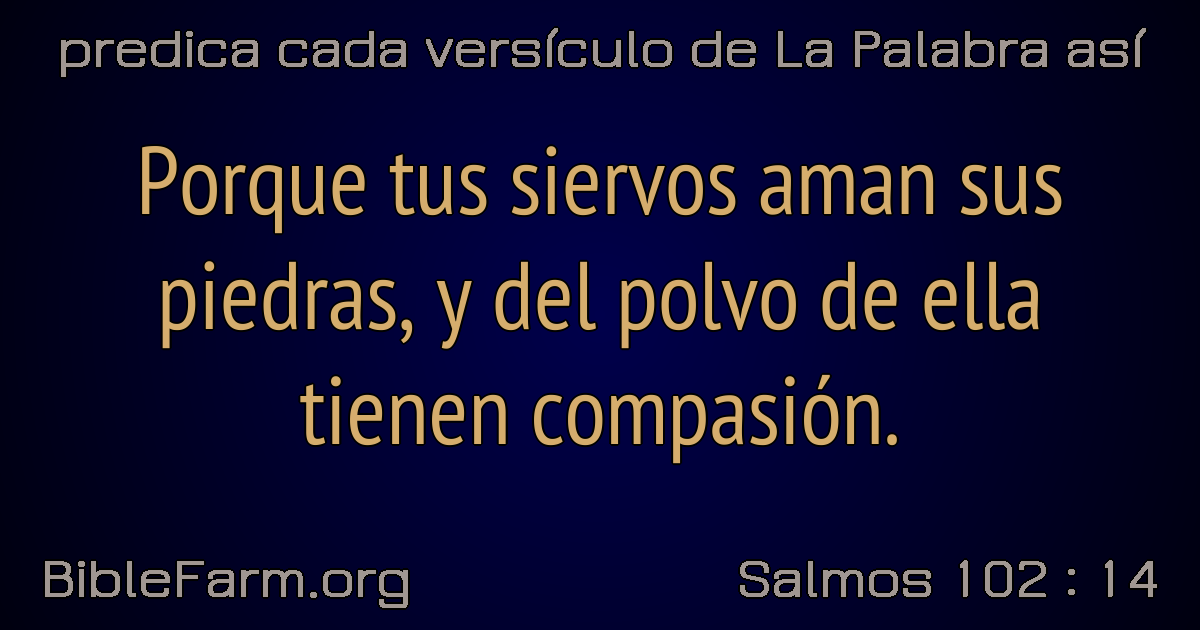 predica cada versículo de La Palabra así
Porque tus siervos aman sus
piedras, y del polvo de ella
tienen compasión.
BibleFarm.org
Salmos 102 : 14